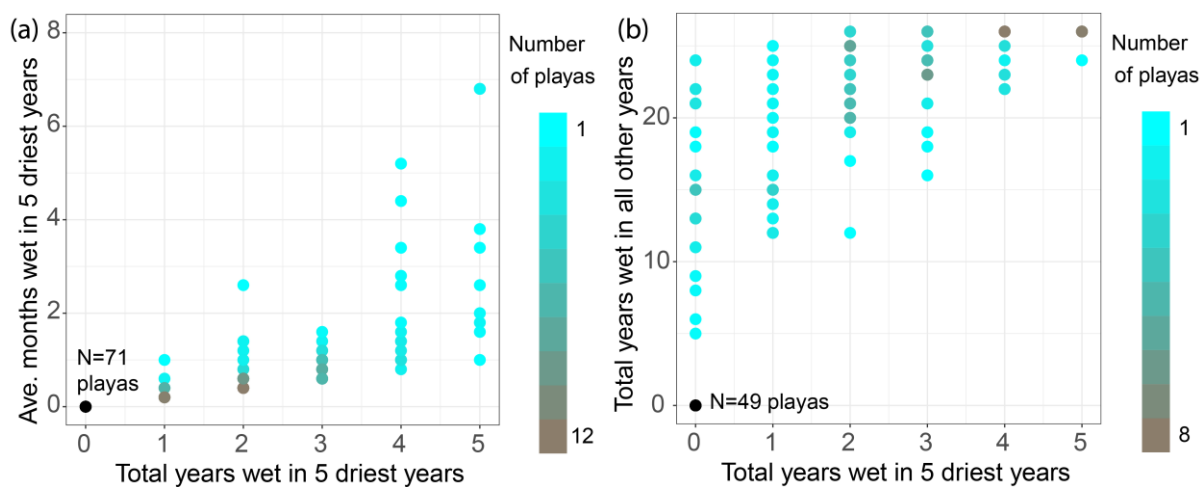 (a)
Ave. months wet in 5 driest years
8
6
4
2
0
N=71
playas
0 1 2 3 4 5
Total years wet in 5 driest years
Number
of playas
1
12
(b)
Total years wet in all other years
20
10
0
N=49 playas
0 1 2 3 4 5
Total years wet in 5 driest years
Number
of playas
1
8